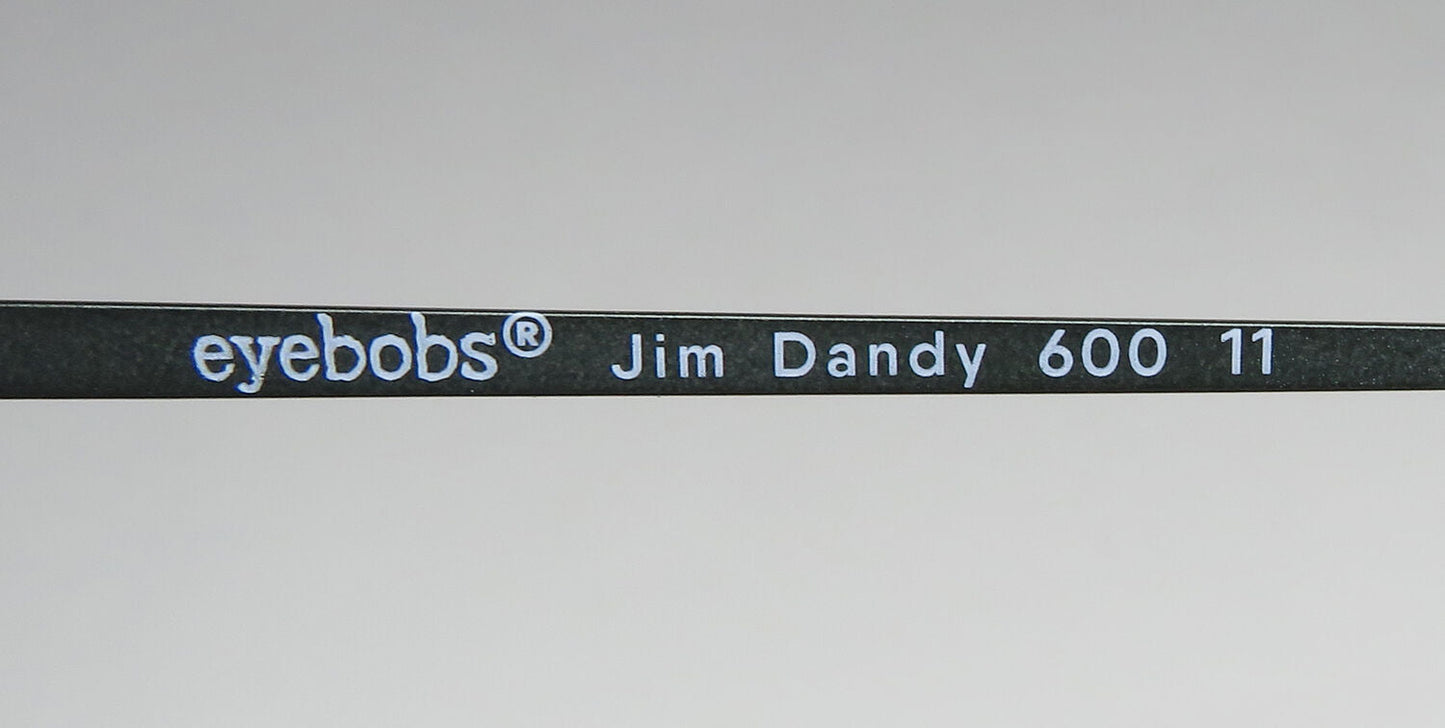 eyebobs® Jim Dandy 600 11